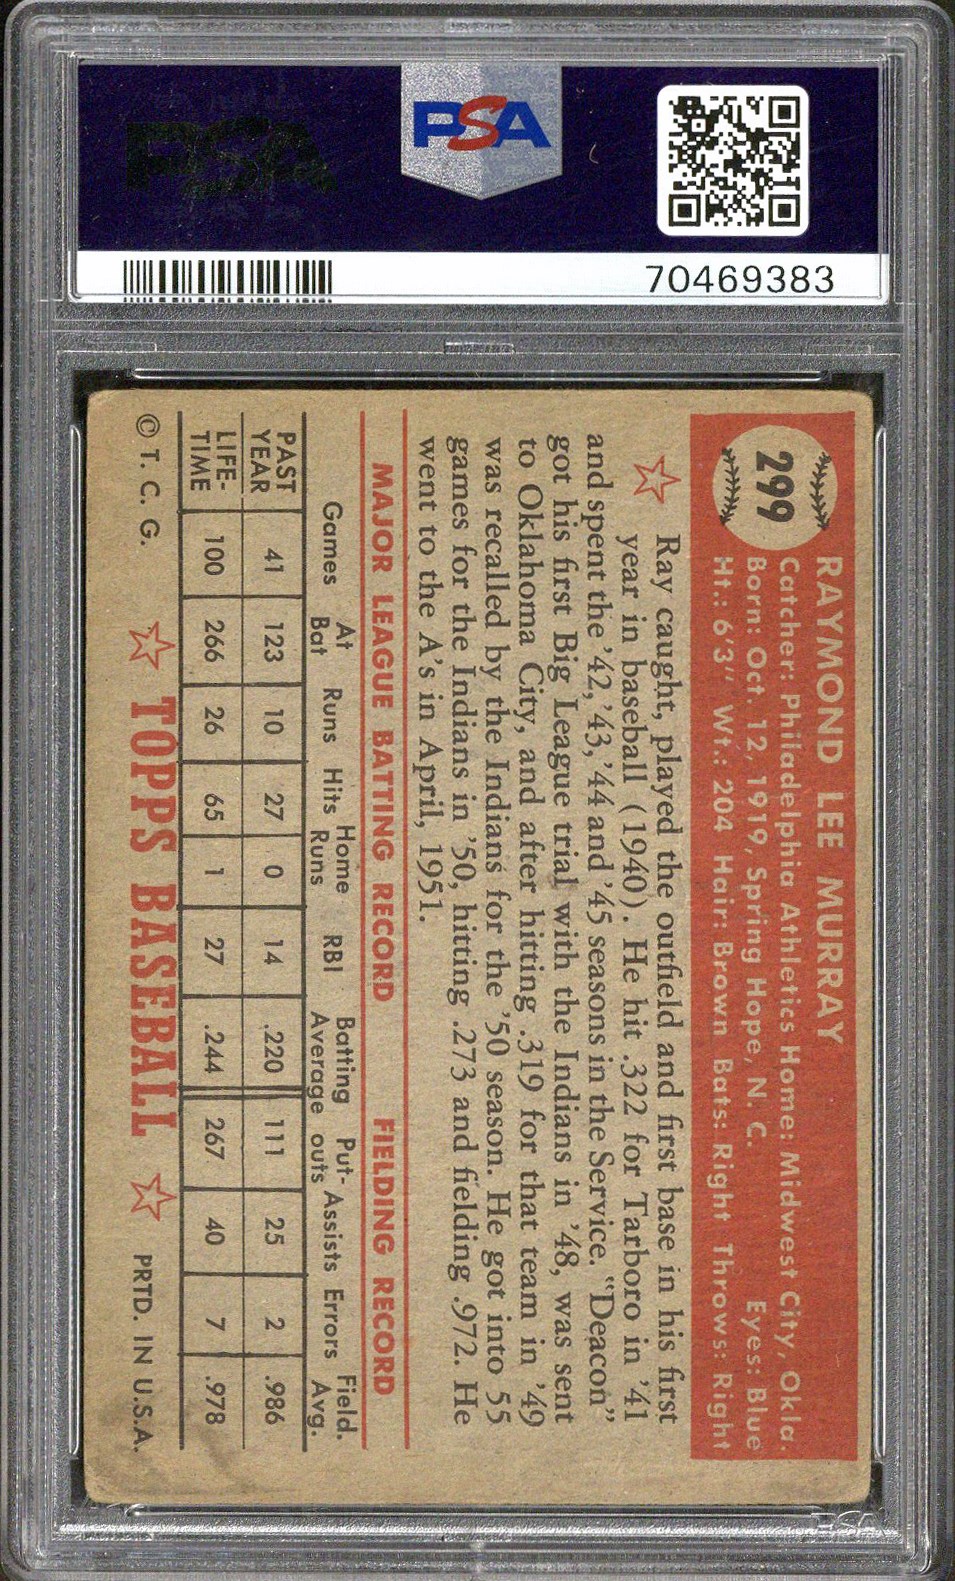 PSA
PSA
70469383
299
RAYMOND LEE MURRAY
Catcher: Philadelphia Athletics Home: Midwest City, Okla.
Born: Oct. 12, 1919, Spring Hope, N. C. Eyes: Blue
Ht.: 6'3" Wt.: 204 Hair: Brown Bats: Right Throws: Right
Ray caught, played the outfield and first base in his first
year in baseball (1940). He hit .322 for Tarboro in '41
and spent the '42, '43, '44 and '45 seasons in the Service. "Deacon"
got his first Big League trial with the Indians in '48, was sent
to Oklahoma City, and after hitting .319 for that team in '49
was recalled by the Indians for the '50 season. He got into 55
games for the Indians in '50, hitting .273 and fielding .972. He
went to the A's in April, 1951.
MAJOR LEAGUE BATTING RECORD FIELDING RECORD
Games At Bat Runs Hits Home Runs RBI Batting Average Put-outs Assists Errors Field. Avg.
PAST YEAR 41 123 10 27 0 14 .220 111 25 2 .986
LIFE-TIME 100 266 26 65 1 27 .244 267 40 7 .978
© T. C. G. TOPPS BASEBALL PRTD. IN U.S.A.
PSA